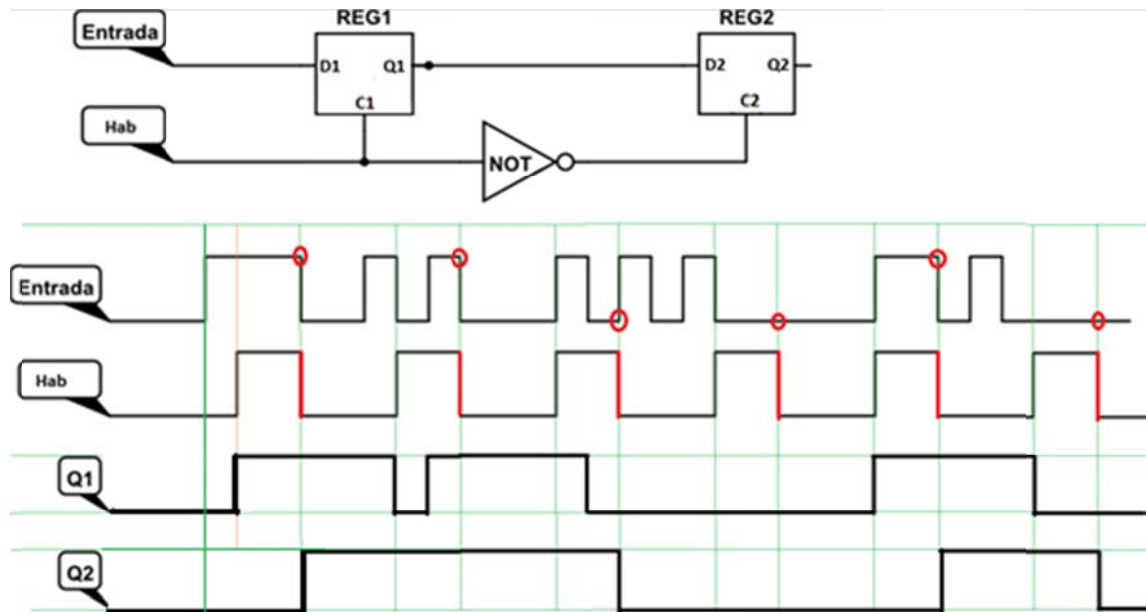 REG1
REG2
Entrada
D1
Q1
D2
Q2
C1
C2
Hab
NOT
Entrada
Hab
Q1
Q2